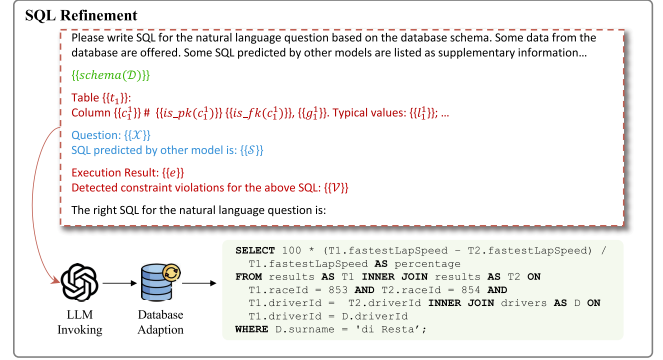 SQL Refinement
Please write SQL for the natural language question based on the database schema. Some data from the
database are offered. Some SQL predicted by other models are listed as supplementary information…
{{schema(𝒟)}}
Table {{t₁}}:
Column {{c₁¹}} # {{is_pk(c₁¹)}} {{is_fk(c₁¹)}}, {{g₁¹}}. Typical values: {{l₁¹}}; …
Question: {{𝒳}}
SQL predicted by other model is: {{𝒮}}
Execution Result: {{e}}
Detected constraint violations for the above SQL: {{𝒱}}
The right SQL for the natural language question is:
LLM
Invoking
Database
Adaption
SELECT 100 * (T1.fastestLapSpeed - T2.fastestLapSpeed) /
T1.fastestLapSpeed AS percentage
FROM results AS T1 INNER JOIN results AS T2 ON
T1.raceId = 853 AND T2.raceId = 854 AND
T1.driverId = T2.driverId INNER JOIN drivers AS D ON
T1.driverId = D.driverId
WHERE D.surname = 'di Resta’;